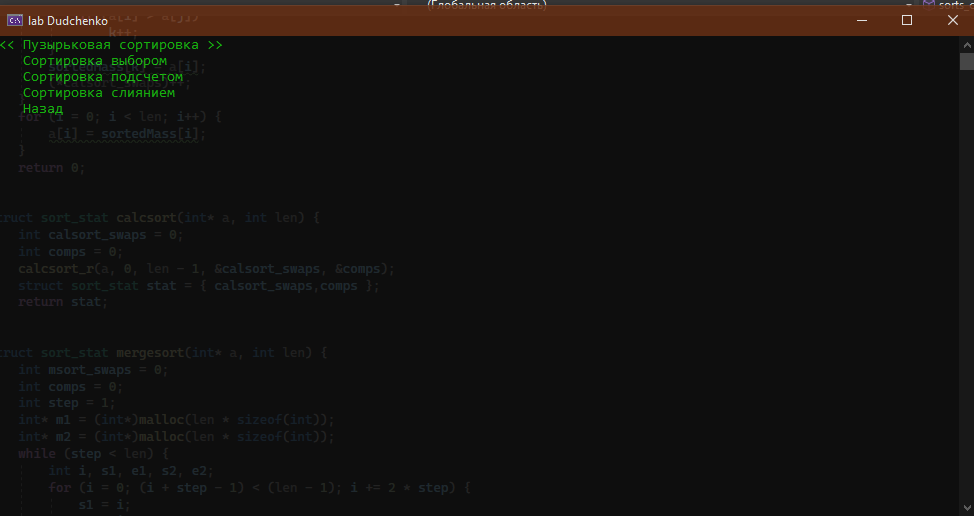 (Глобальная область)
sorts_c
lab Dudchenko
a[i] > a[j])
k++;
<< Пузырьковая сортировка >>
Сортировка выбором
a[i];
Сортировка подсчетом
Сортировка слиянием
Назад
for (i = 0; i < len; i++) {
a[i] = sortedMass[i];
}
return 0;
truct sort_stat calcsort(int* a, int len) {
int calsort_swaps = 0;
int comps = 0;
calcsort_r(a, 0, len - 1, &calsort_swaps, &comps);
struct sort_stat stat = { calsort_swaps,comps };
return stat;
truct sort_stat mergesort(int* a, int len) {
int msort_swaps = 0;
int comps = 0;
int step = 1;
int* m1 = (int*)malloc(len * sizeof(int));
int* m2 = (int*)malloc(len * sizeof(int));
while (step < len) {
int i, s1, e1, s2, e2;
for (i = 0; (i + step - 1) < (len - 1); i += 2 * step) {
s1 = i;